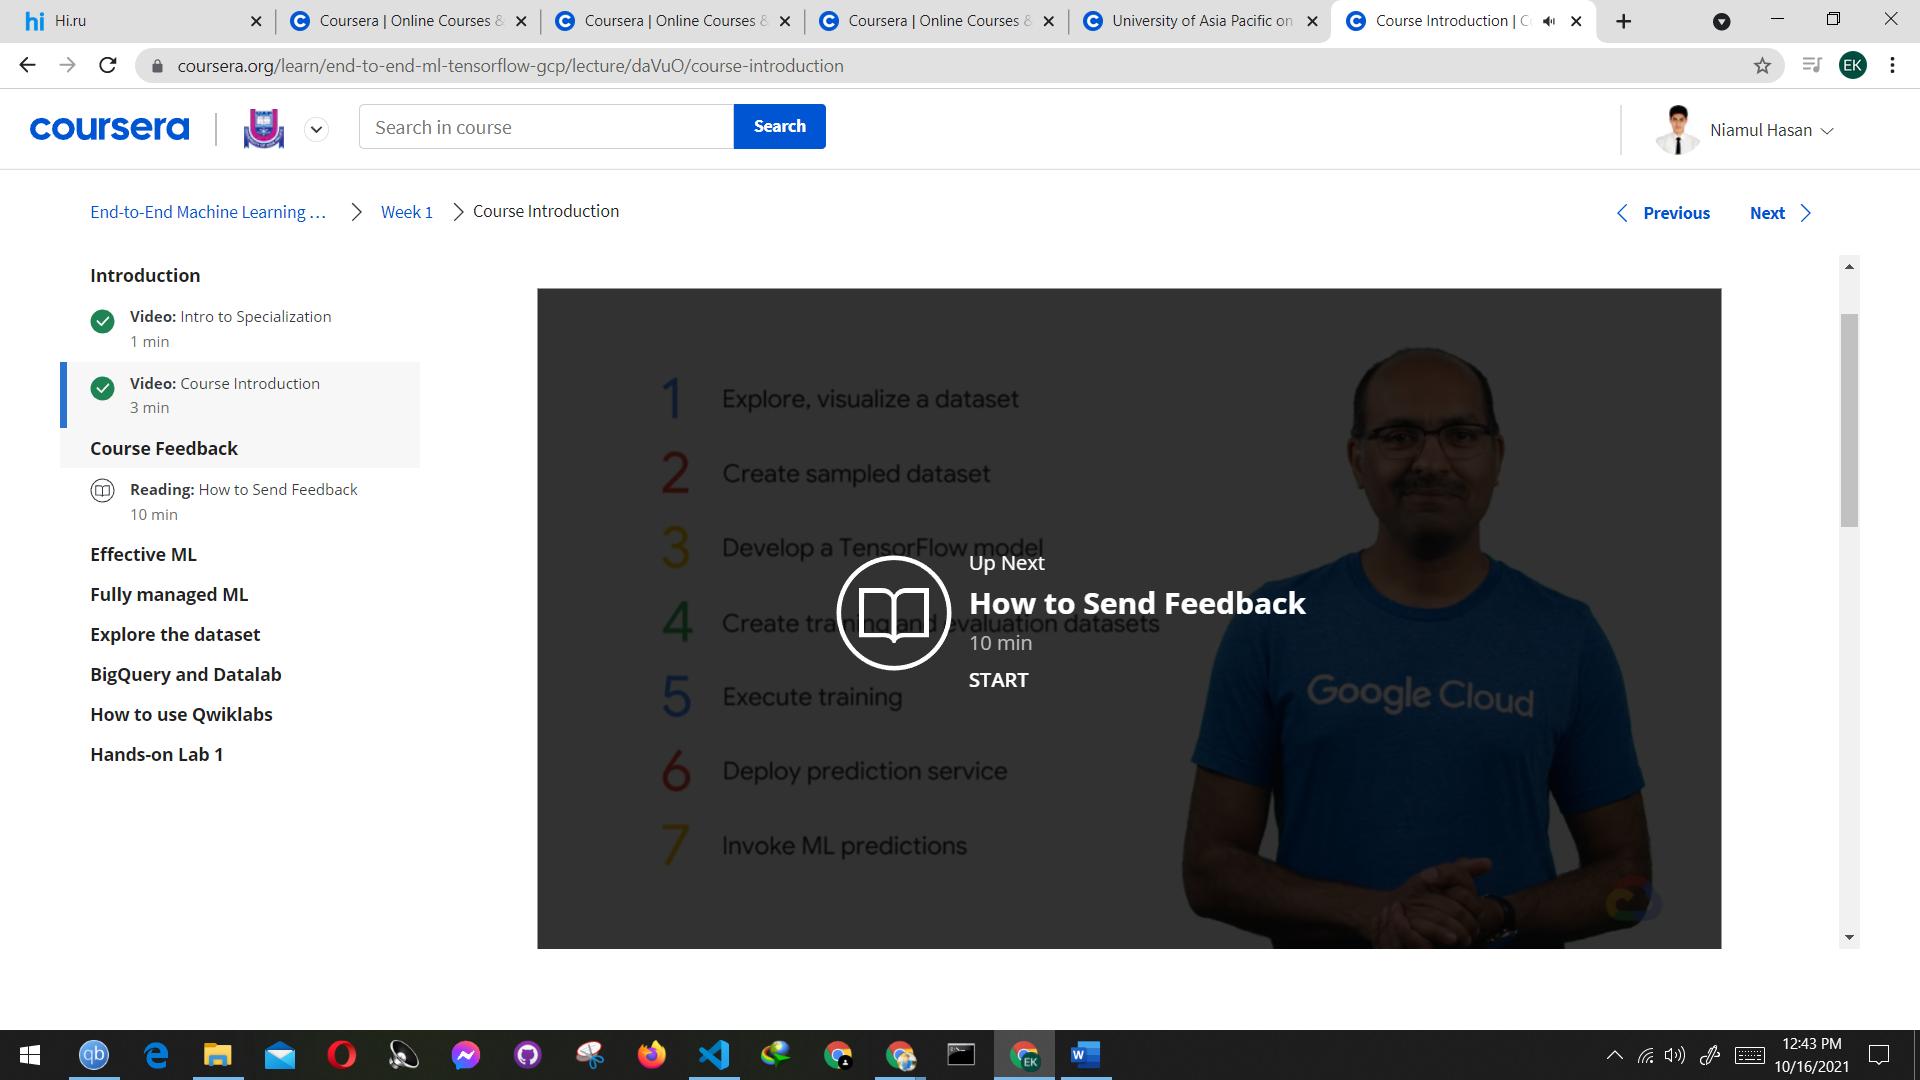 hi Hi.ru
Coursera | Online Courses &
Coursera | Online Courses &
Coursera | Online Courses &
University of Asia Pacific on
Course Introduction | C
coursera.org/learn/end-to-end-ml-tensorflow-gcp/lecture/daVuO/course-introduction
EK
coursera
Search in course
Search
Niamul Hasan
End-to-End Machine Learning ...
Week 1
Course Introduction
Previous
Next
Introduction
Video: Intro to Specialization
1 min
Video: Course Introduction
3 min
Course Feedback
Reading: How to Send Feedback
10 min
Effective ML
Fully managed ML
Explore the dataset
BigQuery and Datalab
How to use Qwiklabs
Hands-on Lab 1
1 Explore, visualize a dataset
2 Create sampled dataset
3 Develop a TensorFlow model
4 Create training and evaluation datasets
5 Execute training
6 Deploy prediction service
7 Invoke ML predictions
Up Next
How to Send Feedback
10 min
START
Google Cloud
qb
EK
W
12:43 PM
10/16/2021